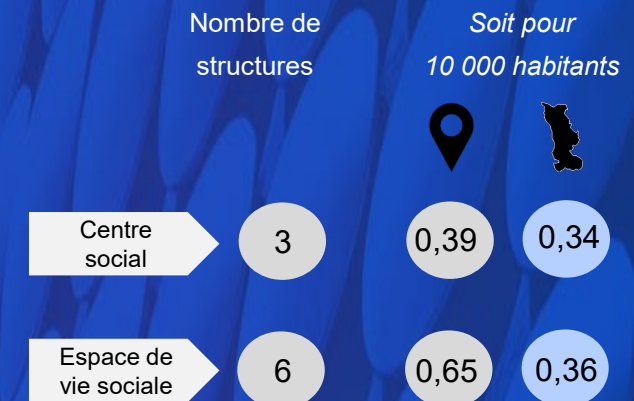 Nombre de
structures
Soit pour
10 000 habitants
Centre
social
3
0,39
0,34
Espace de
vie sociale
6
0,65
0,36